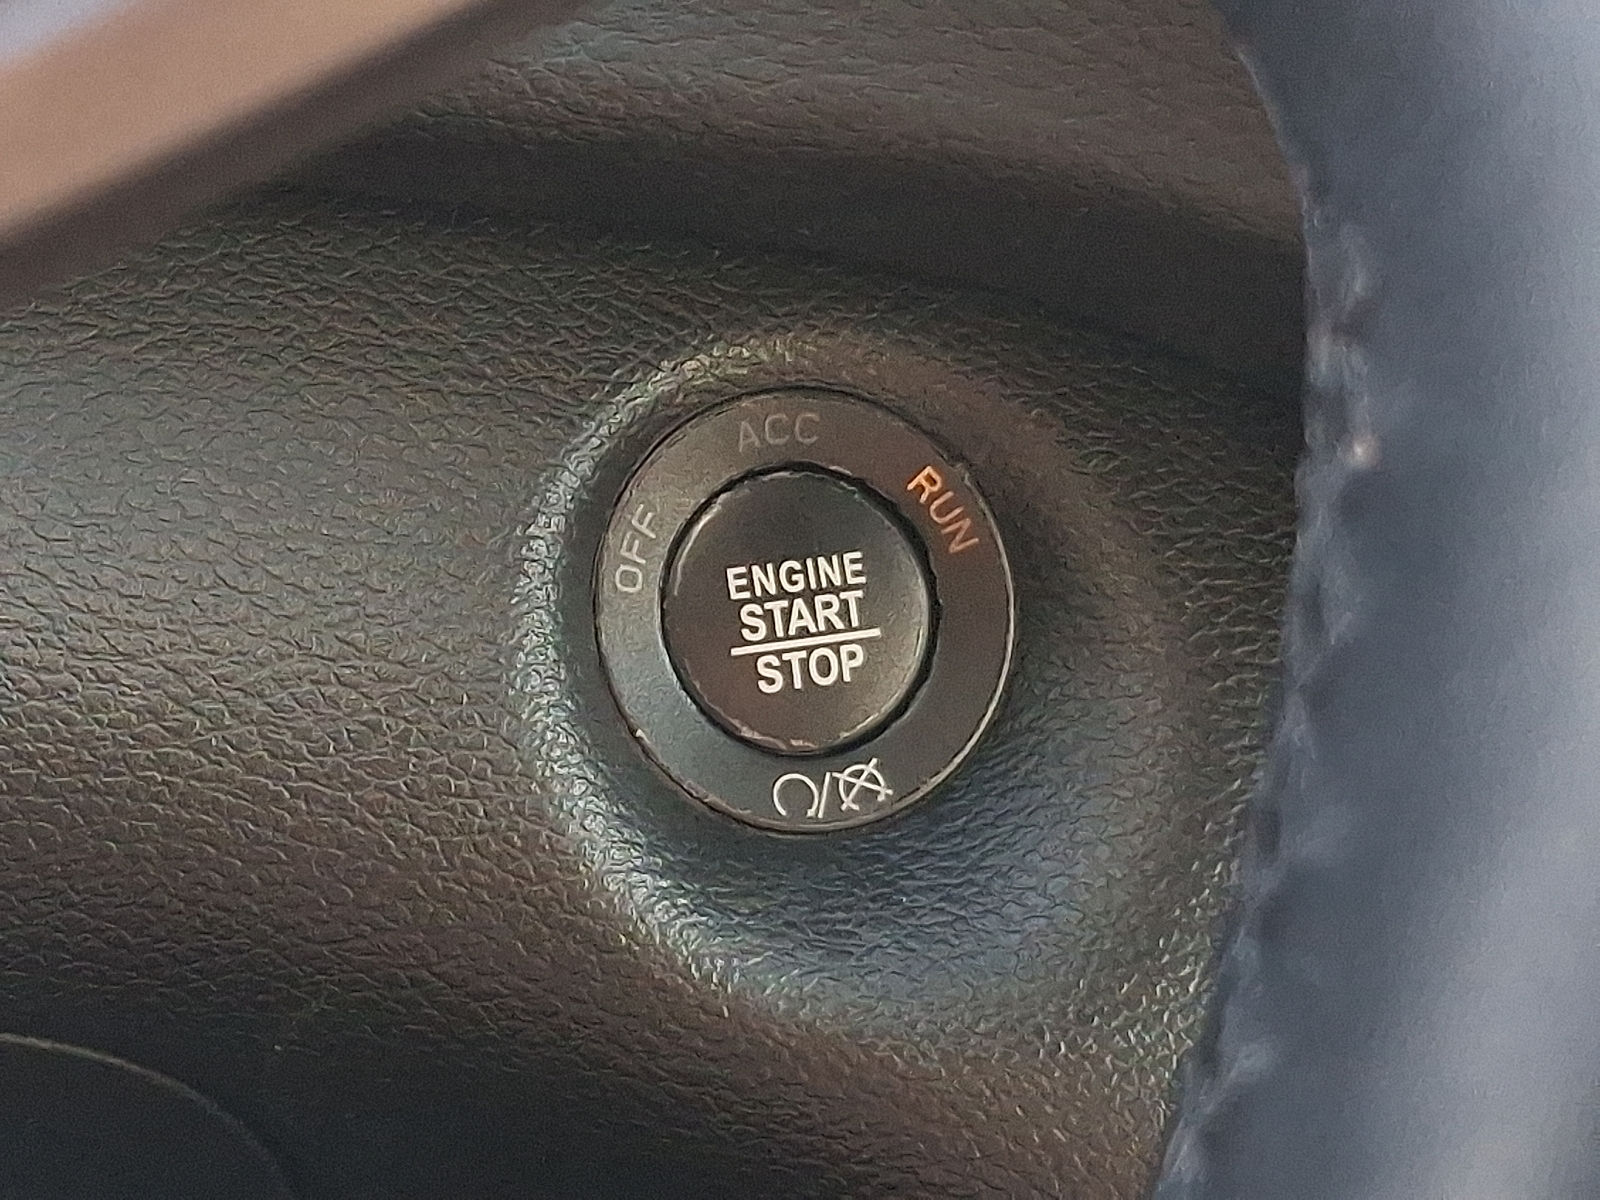 ACC
OFF
RUN
ENGINE
START
STOP